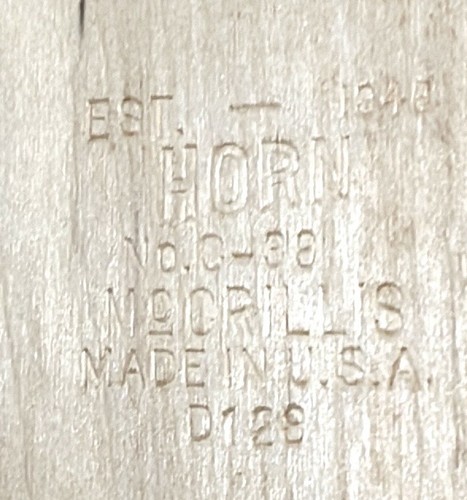 EST. — 1846
HORN
No.C-38
McCRILLIS
MADE IN U.S.A.
D128